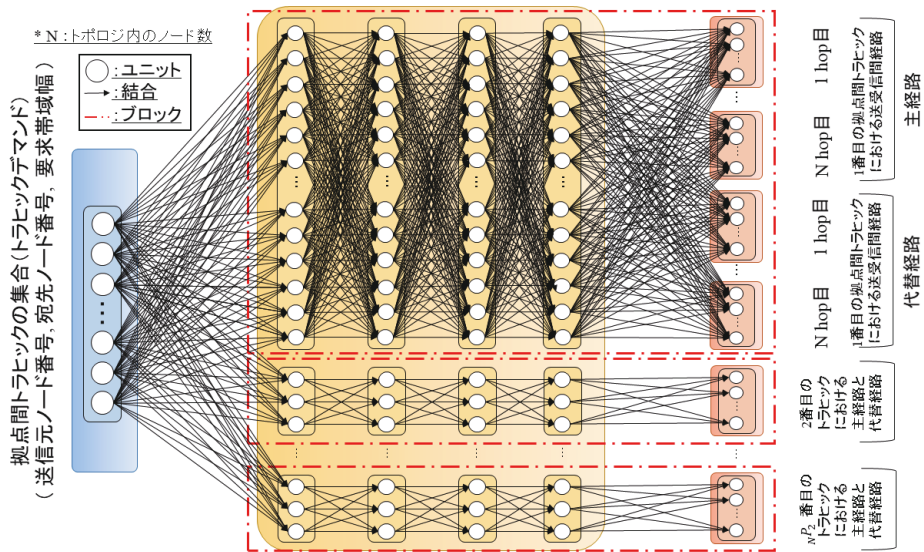 * N :トポロジ内のノード数
○:ユニット
→:結合
:ブロック
拠点間トラヒックの集合(トラヒックデマンド)
(送信元ノード番号,宛先ノード番号,要求帯域幅)
1 hop目
N hop目
1番目の拠点間トラヒック
における送受信間経路
主経路
1 hop目
N hop目
1番目の拠点間トラヒック
における送受信間経路
代替経路
2番目の
トラヒック
における
主経路と
代替経路
NP2 番目の
トラヒック
における
主経路と
代替経路